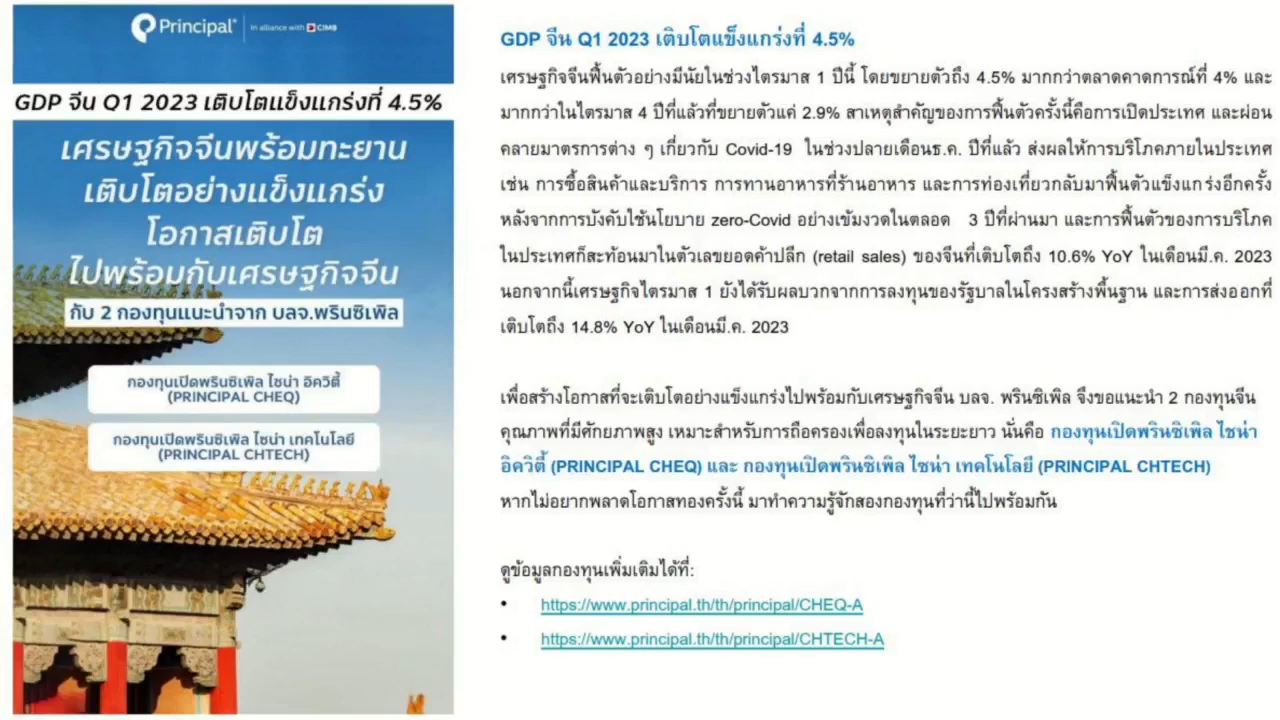 Principal® In alliance with CIMB
GDP จีน Q1 2023 เติบโตแข็งแกร่งที่ 4.5%
เศรษฐกิจจีนพร้อมทะยาน
เติบโตอย่างแข็งแกร่ง
โอกาสเติบโต
ไปพร้อมกับเศรษฐกิจจีน
กับ 2 กองทุนแนะนำจาก บลจ.พรินซิเพิล
กองทุนเปิดพรินซิเพิล ไชน่า อิควิตี้
(PRINCIPAL CHEQ)
กองทุนเปิดพรินซิเพิล ไชน่า เทคโนโลยี
(PRINCIPAL CHTECH)
GDP จีน Q1 2023 เติบโตแข็งแกร่งที่ 4.5%
เศรษฐกิจจีนฟื้นตัวอย่างมีนัยในช่วงไตรมาส 1 ปีนี้ โดยขยายตัวถึง 4.5% มากกว่าตลาดคาดการณ์ที่ 4% และ
มากกว่าในไตรมาส 4 ปีที่แล้วที่ขยายตัวแค่ 2.9% สาเหตุสำคัญของการฟื้นตัวครั้งนี้คือการเปิดประเทศ และผ่อน
คลายมาตรการต่าง ๆ เกี่ยวกับ Covid-19 ในช่วงปลายเดือนธ.ค. ปีที่แล้ว ส่งผลให้การบริโภคภายในประเทศ
เช่น การซื้อสินค้าและบริการ การทานอาหารที่ร้านอาหาร และการท่องเที่ยวกลับมาฟื้นตัวแข็งแกร่งอีกครั้ง
หลังจากการบังคับใช้นโยบาย zero-Covid อย่างเข้มงวดในตลอด 3 ปีที่ผ่านมา และการฟื้นตัวของการบริโภค
ในประเทศก็สะท้อนมาในตัวเลขยอดค้าปลีก (retail sales) ของจีนที่เติบโตถึง 10.6% YoY ในเดือนมี.ค. 2023
นอกจากนี้เศรษฐกิจไตรมาส 1 ยังได้รับผลบวกจากการลงทุนของรัฐบาลในโครงสร้างพื้นฐาน และการส่งออกที่
เติบโตถึง 14.8% YoY ในเดือนมี.ค. 2023
เพื่อสร้างโอกาสที่จะเติบโตอย่างแข็งแกร่งไปพร้อมกับเศรษฐกิจจีน บลจ. พรินซิเพิล จึงขอแนะนำ 2 กองทุนจีน
คุณภาพที่มีศักยภาพสูง เหมาะสำหรับการถือครองเพื่อลงทุนในระยะยาว นั่นคือ กองทุนเปิดพรินซิเพิล ไชน่า
อิควิตี้ (PRINCIPAL CHEQ) และ กองทุนเปิดพรินซิเพิล ไชน่า เทคโนโลยี (PRINCIPAL CHTECH)
หากไม่อยากพลาดโอกาสทองครั้งนี้ มาทำความรู้จักสองกองทุนที่ว่านี้ไปพร้อมกัน
ดูข้อมูลกองทุนเพิ่มเติมได้ที่:
• https://www.principal.th/th/principal/CHEQ-A
• https://www.principal.th/th/principal/CHTECH-A